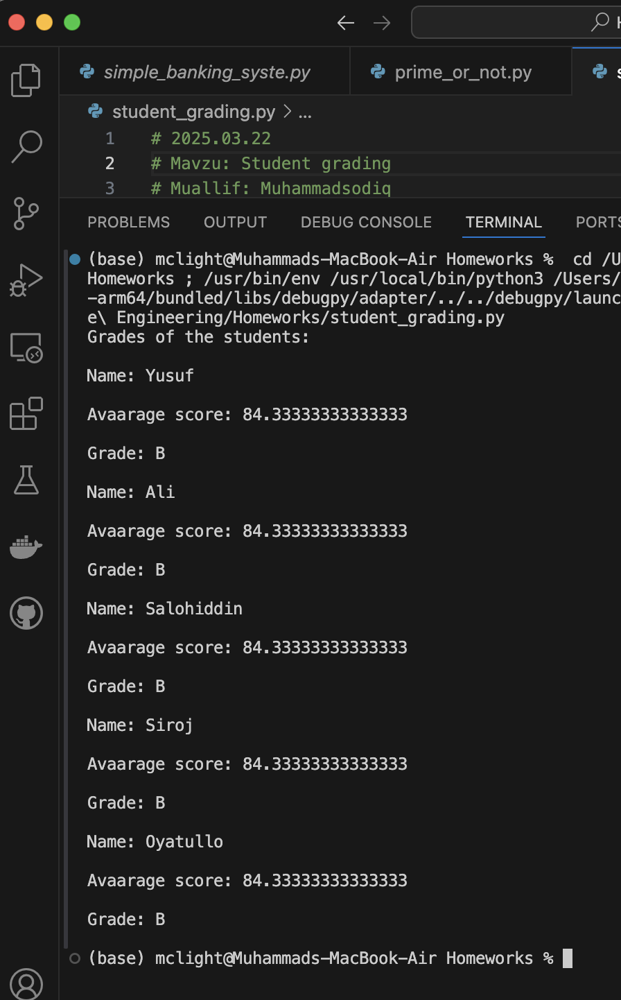 simple_banking_syste.py
prime_or_not.py
student_grading.py > ...
1 # 2025.03.22
2 # Mavzu: Student grading
3 # Muallif: Muhammadsodiq
PROBLEMS OUTPUT DEBUG CONSOLE TERMINAL PORTS
(base) mclight@Muhammads-MacBook-Air Homeworks % cd /U
Homeworks ; /usr/bin/env /usr/local/bin/python3 /Users/
-arm64/bundled/libs/debugpy/adapter/../../debugpy/launc
e\ Engineering/Homeworks/student_grading.py
Grades of the students:
Name: Yusuf
Avaarage score: 84.33333333333333
Grade: B
Name: Ali
Avaarage score: 84.33333333333333
Grade: B
Name: Salohiddin
Avaarage score: 84.33333333333333
Grade: B
Name: Siroj
Avaarage score: 84.33333333333333
Grade: B
Name: Oyatullo
Avaarage score: 84.33333333333333
Grade: B
(base) mclight@Muhammads-MacBook-Air Homeworks %